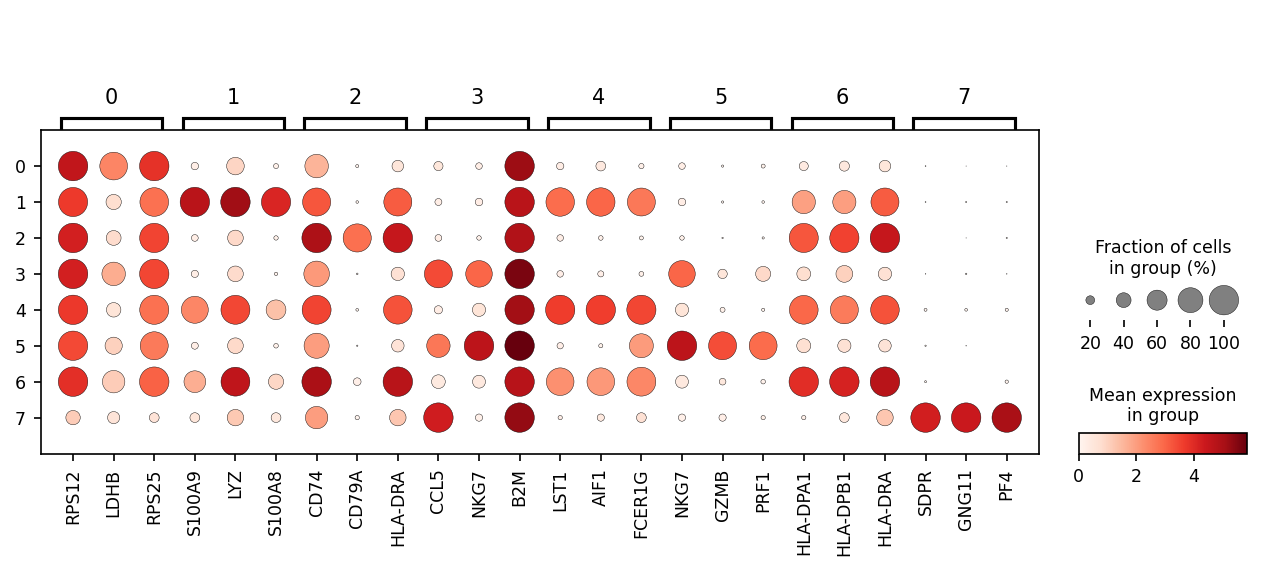 0 1 2 3 4 5 6 7
0
1
2
3
4
5
6
7
RPS12 LDHB RPS25 S100A9 LYZ S100A8 CD74 CD79A HLA-DRA CCL5 NKG7 B2M LST1 AIF1 FCER1G NKG7 GZMB PRF1 HLA-DPA1 HLA-DPB1 HLA-DRA SDPR GNG11 PF4
Fraction of cells
in group (%)
20 40 60 80 100
Mean expression
in group
0 2 4